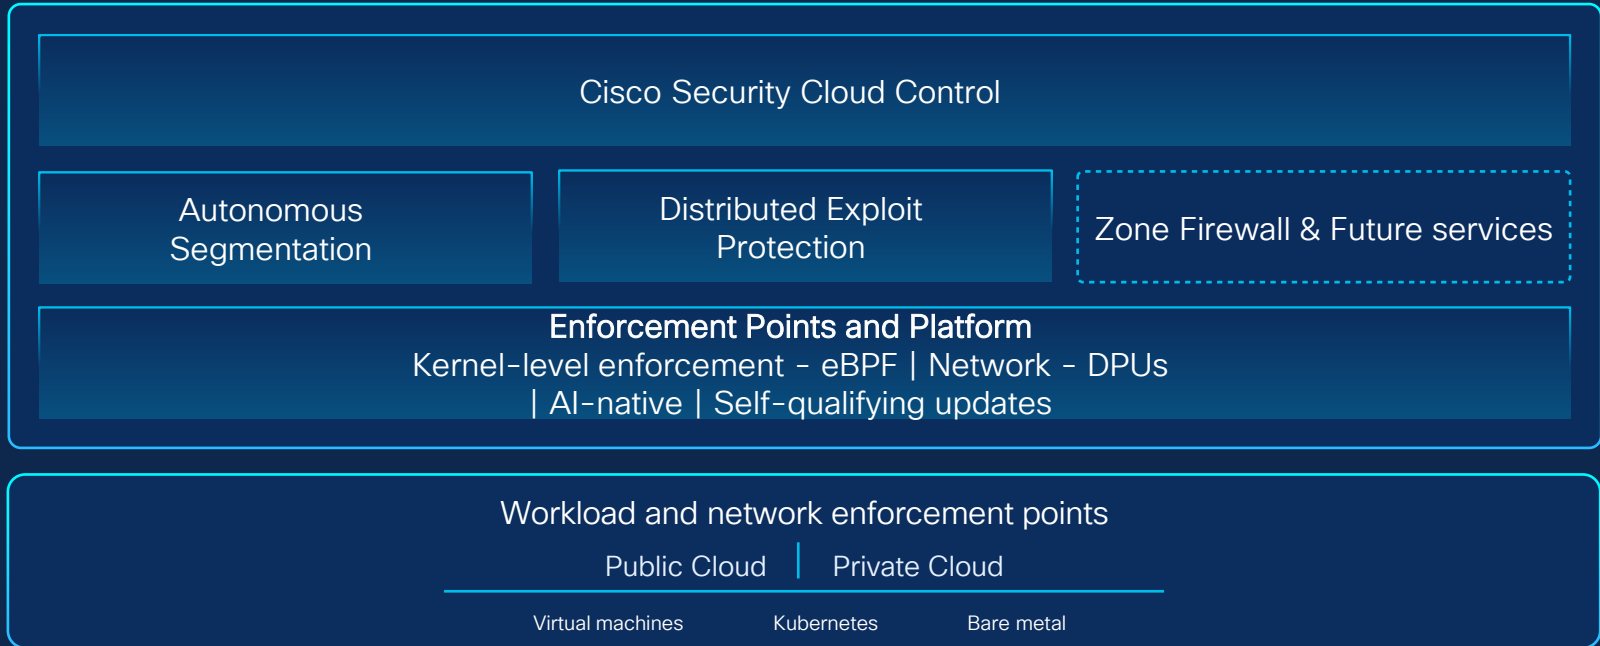 Cisco Security Cloud Control
Autonomous
Segmentation
Distributed Exploit
Protection
Zone Firewall & Future services
Enforcement Points and Platform
Kernel-level enforcement - eBPF | Network - DPUs
| AI-native | Self-qualifying updates
Workload and network enforcement points
Public Cloud | Private Cloud
Virtual machines Kubernetes Bare metal